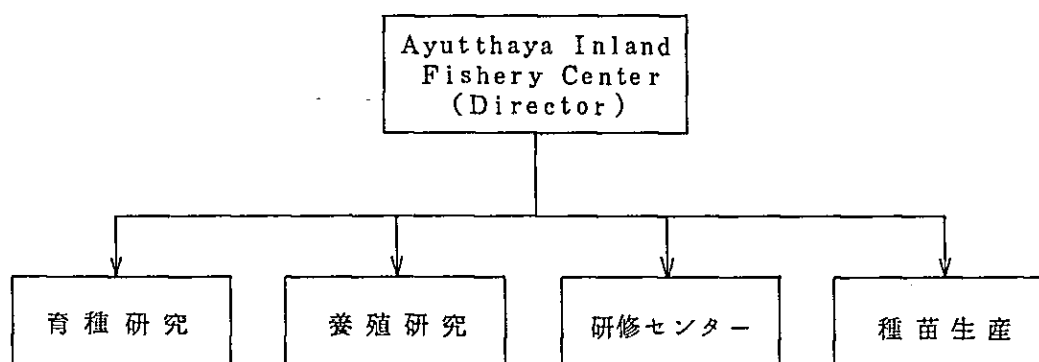 Ayutthaya Inland
Fishery Center
(Director)
育種研究
養殖研究
研修センター
種苗生産